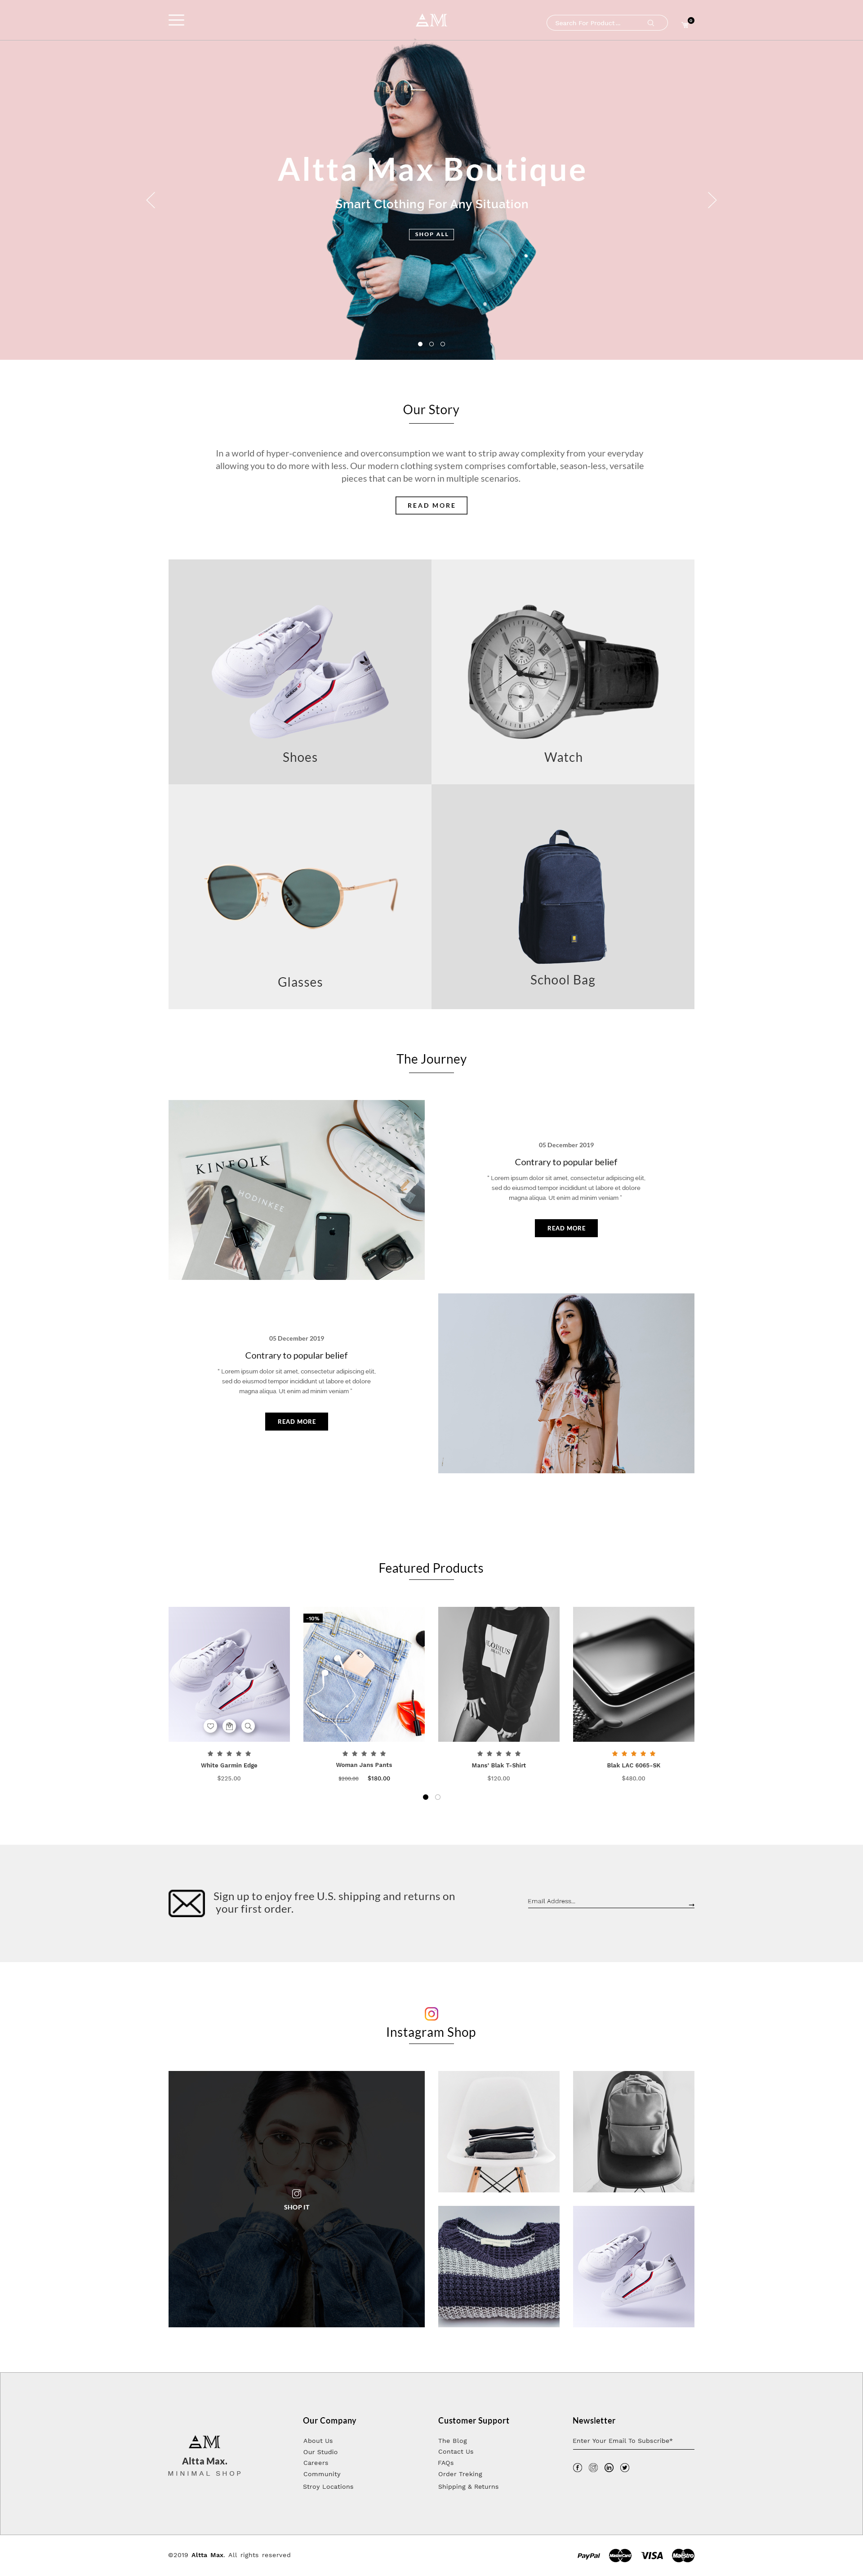 AM
Search For Product...
0
Altta Max Boutique
Smart Clothing For Any Situation
SHOP ALL
Our Story
In a world of hyper-convenience and overconsumption we want to strip away complexity from your everyday
allowing you to do more with less. Our modern clothing system comprises comfortable, season-less, versatile
pieces that can be worn in multiple scenarios.
READ MORE
Shoes
Watch
Glasses
School Bag
The Journey
KINFOLK
HODINKEE
05 December 2019
Contrary to popular belief
" Lorem ipsum dolor sit amet, consectetur adipiscing elit,
sed do eiusmod tempor incididunt ut labore et dolore
magna aliqua. Ut enim ad minim veniam "
READ MORE
05 December 2019
Contrary to popular belief
" Lorem ipsum dolor sit amet, consectetur adipiscing elit,
sed do eiusmod tempor incididunt ut labore et dolore
magna aliqua. Ut enim ad minim veniam "
READ MORE
Featured Products
-10%
White Garmin Edge
$225.00
Woman Jans Pants
$200.00 $180.00
Mans' Blak T-Shirt
$120.00
Blak LAC 6065-SK
$480.00
Sign up to enjoy free U.S. shipping and returns on
your first order.
Email Address...
Instagram Shop
SHOP IT
AM
Altta Max.
MINIMAL SHOP
Our Company
About Us
Our Studio
Careers
Community
Stroy Locations
Customer Support
The Blog
Contact Us
FAQs
Order Treking
Shipping & Returns
Newsletter
Enter Your Email To Subscribe*
©2019 Altta Max. All rights reserved
PayPal
MasterCard
VISA
Maestro